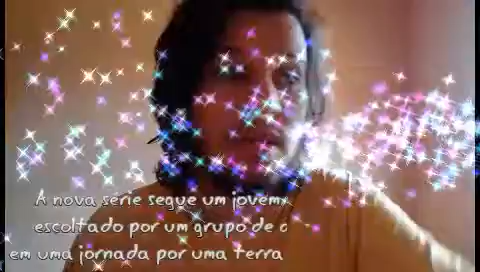 A nova série segue um jovem
escoltado por um grupo de
em uma jornada por uma terra